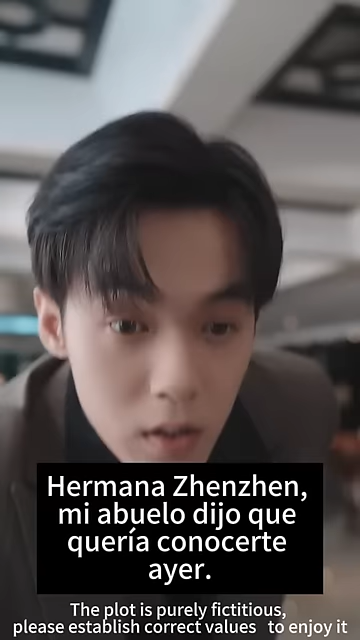 Hermana Zhenzhen,
mi abuelo dijo que
quería conocerte
ayer.
The plot is purely fictitious,
please establish correct values to enjoy it